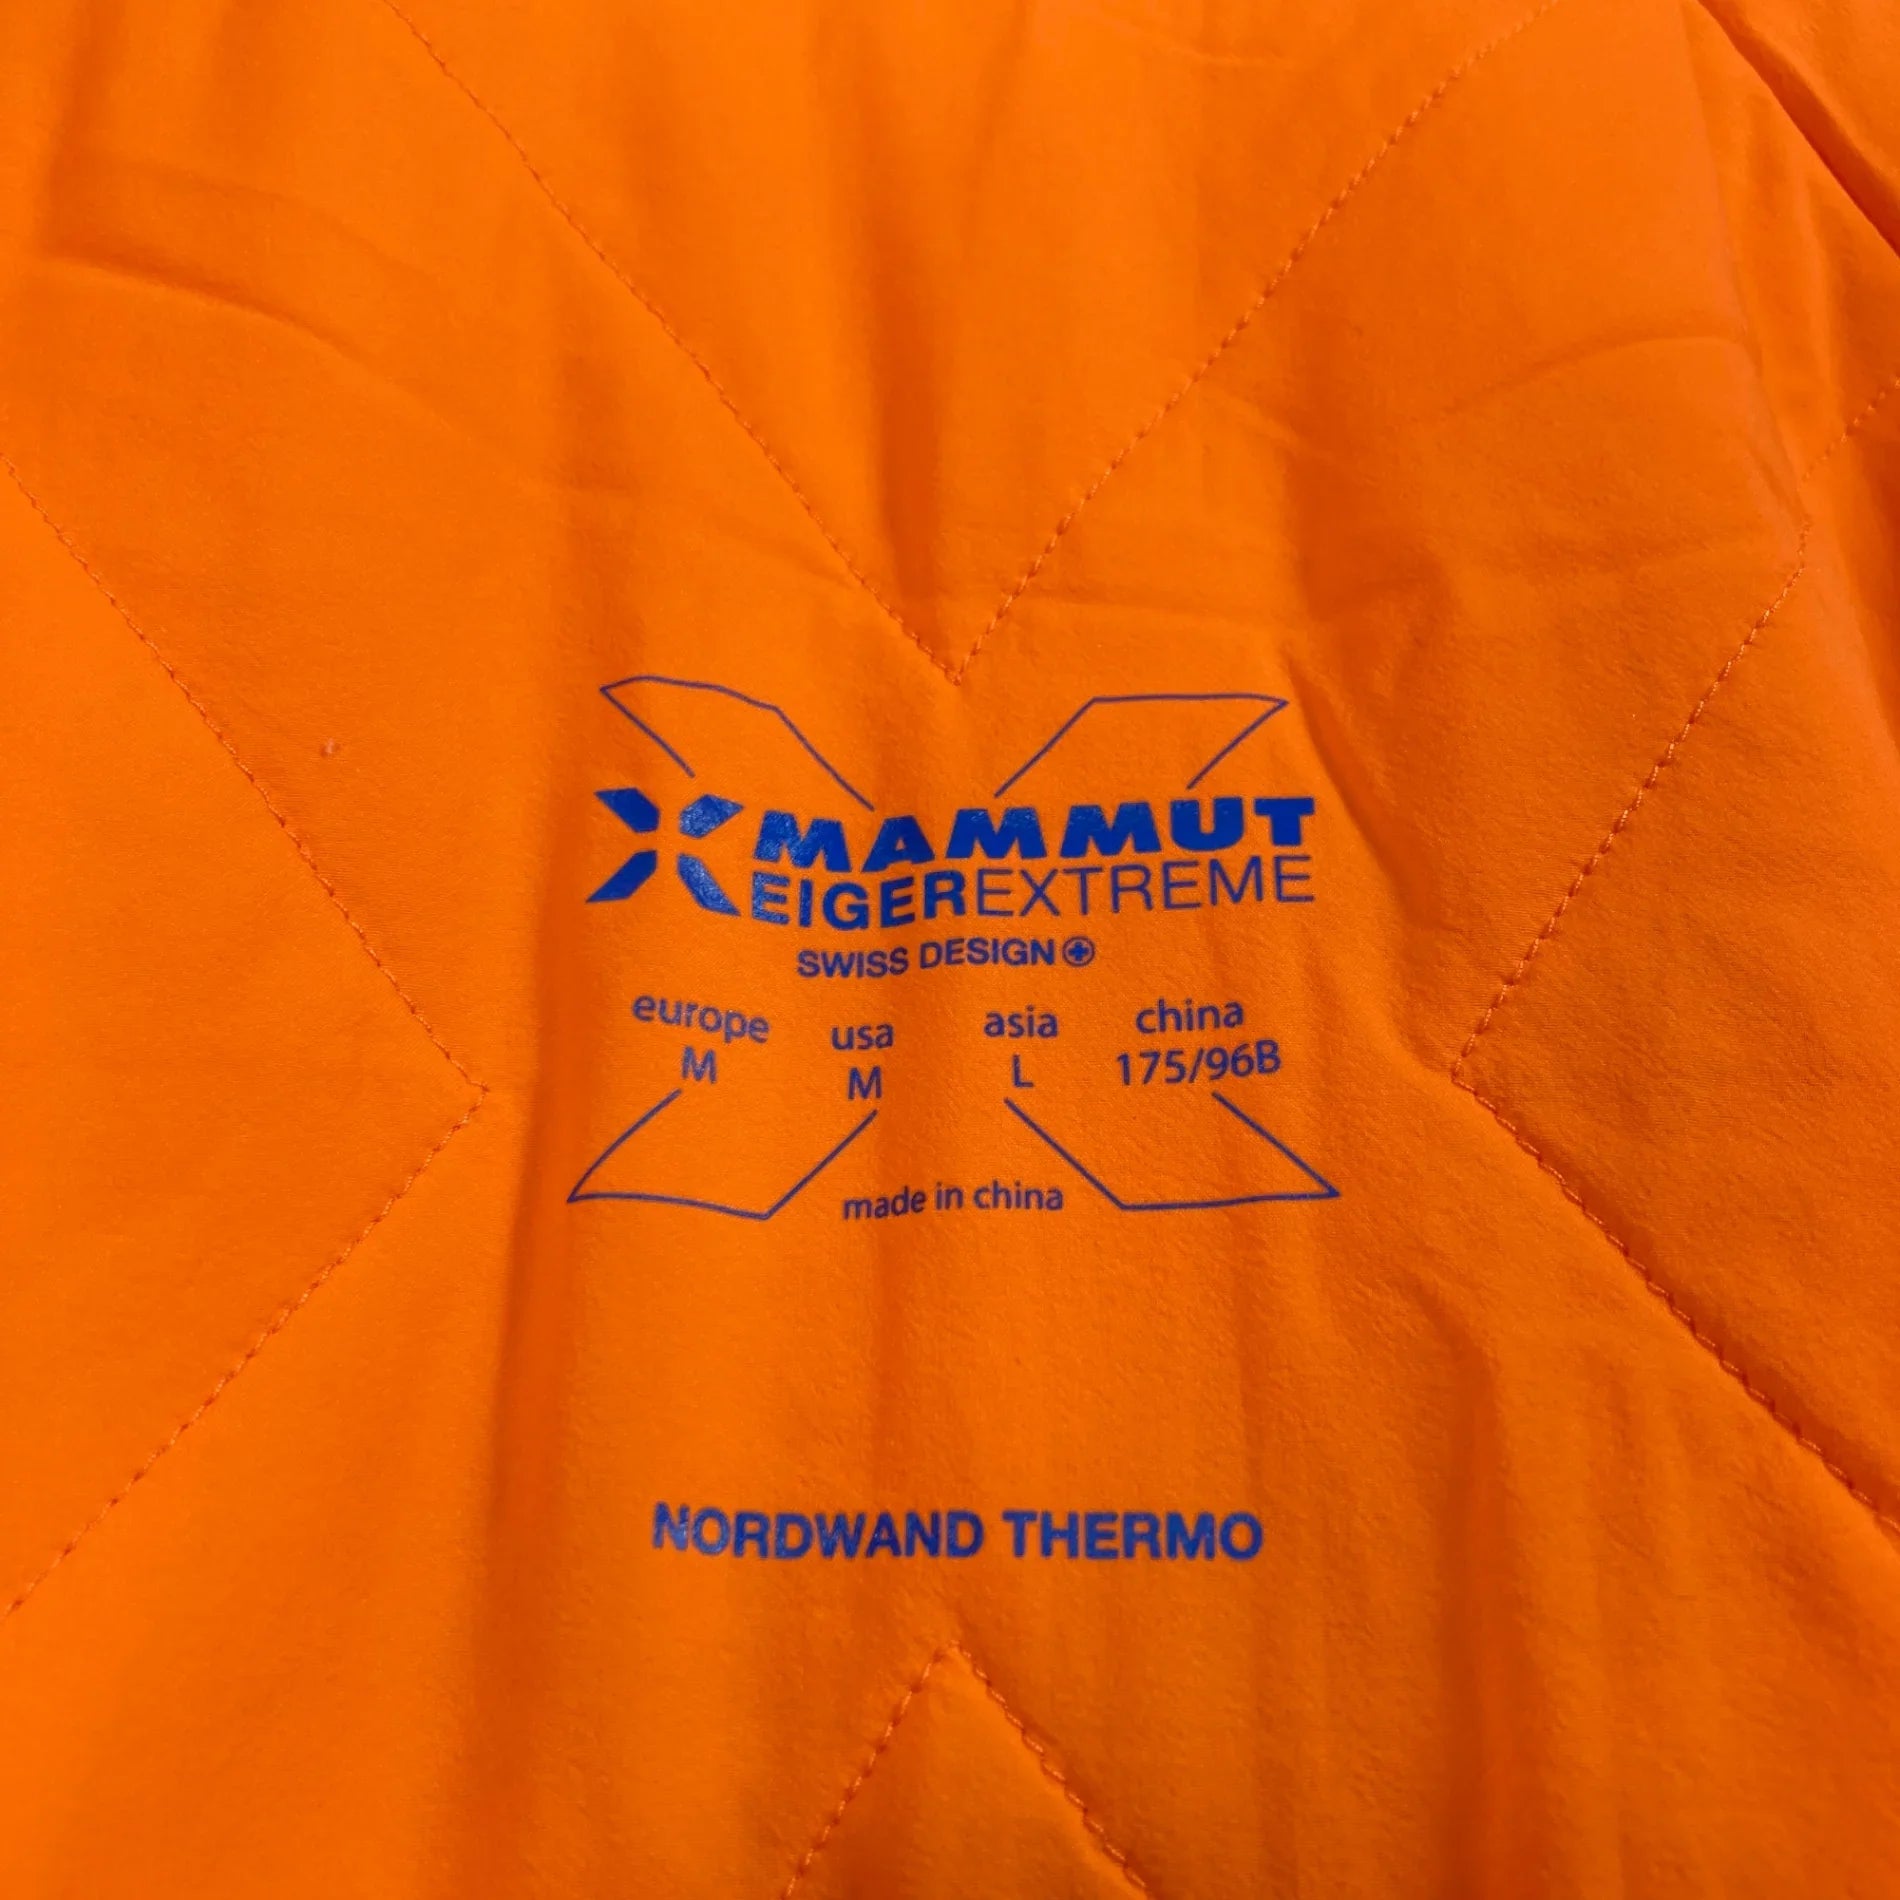 MAMMUT
EIGEREXTREME
SWISS DESIGN
europe usa asia china
M M L 175/96B
made in china
NORDWAND THERMO